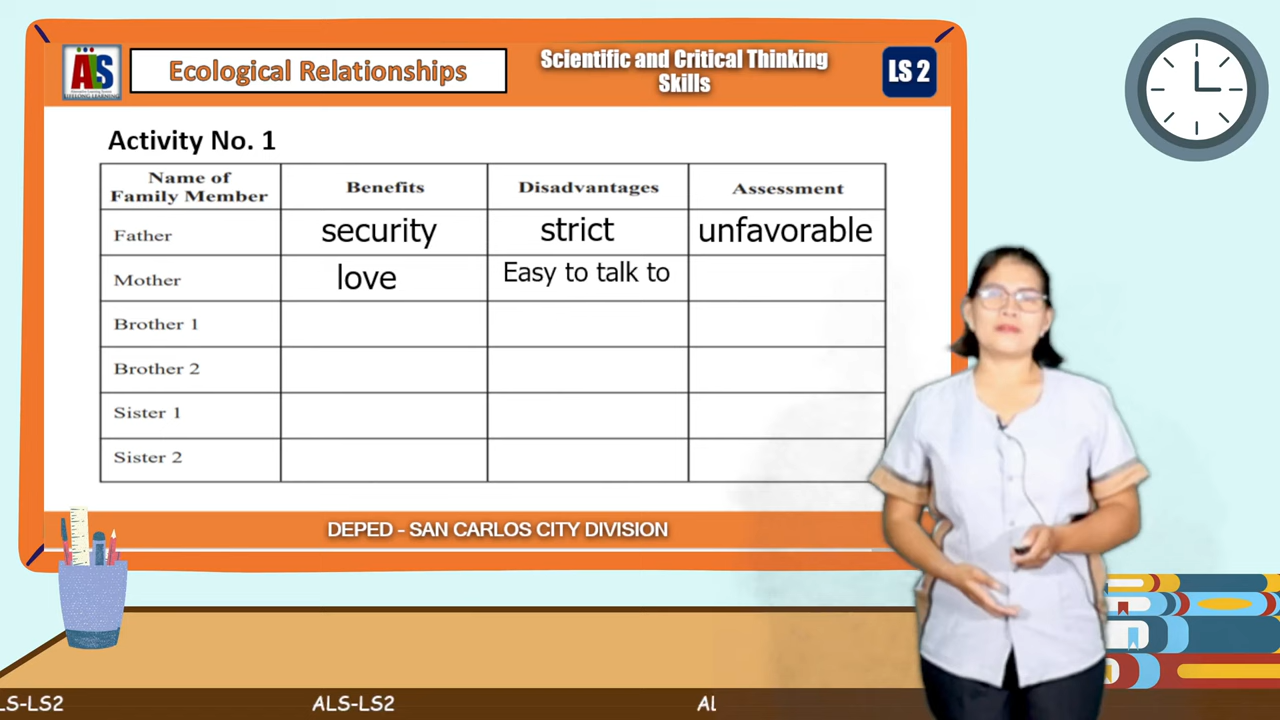 ALS
Ecological Relationships
Scientific and Critical Thinking
Skills
LS 2
Activity No. 1
Name of
Family Member
Benefits
Disadvantages
Assessment
Father
security
strict
unfavorable
Mother
love
Easy to talk to
Brother 1
Brother 2
Sister 1
Sister 2
DEPED - SAN CARLOS CITY DIVISION
LS-LS2
ALS-LS2
Al